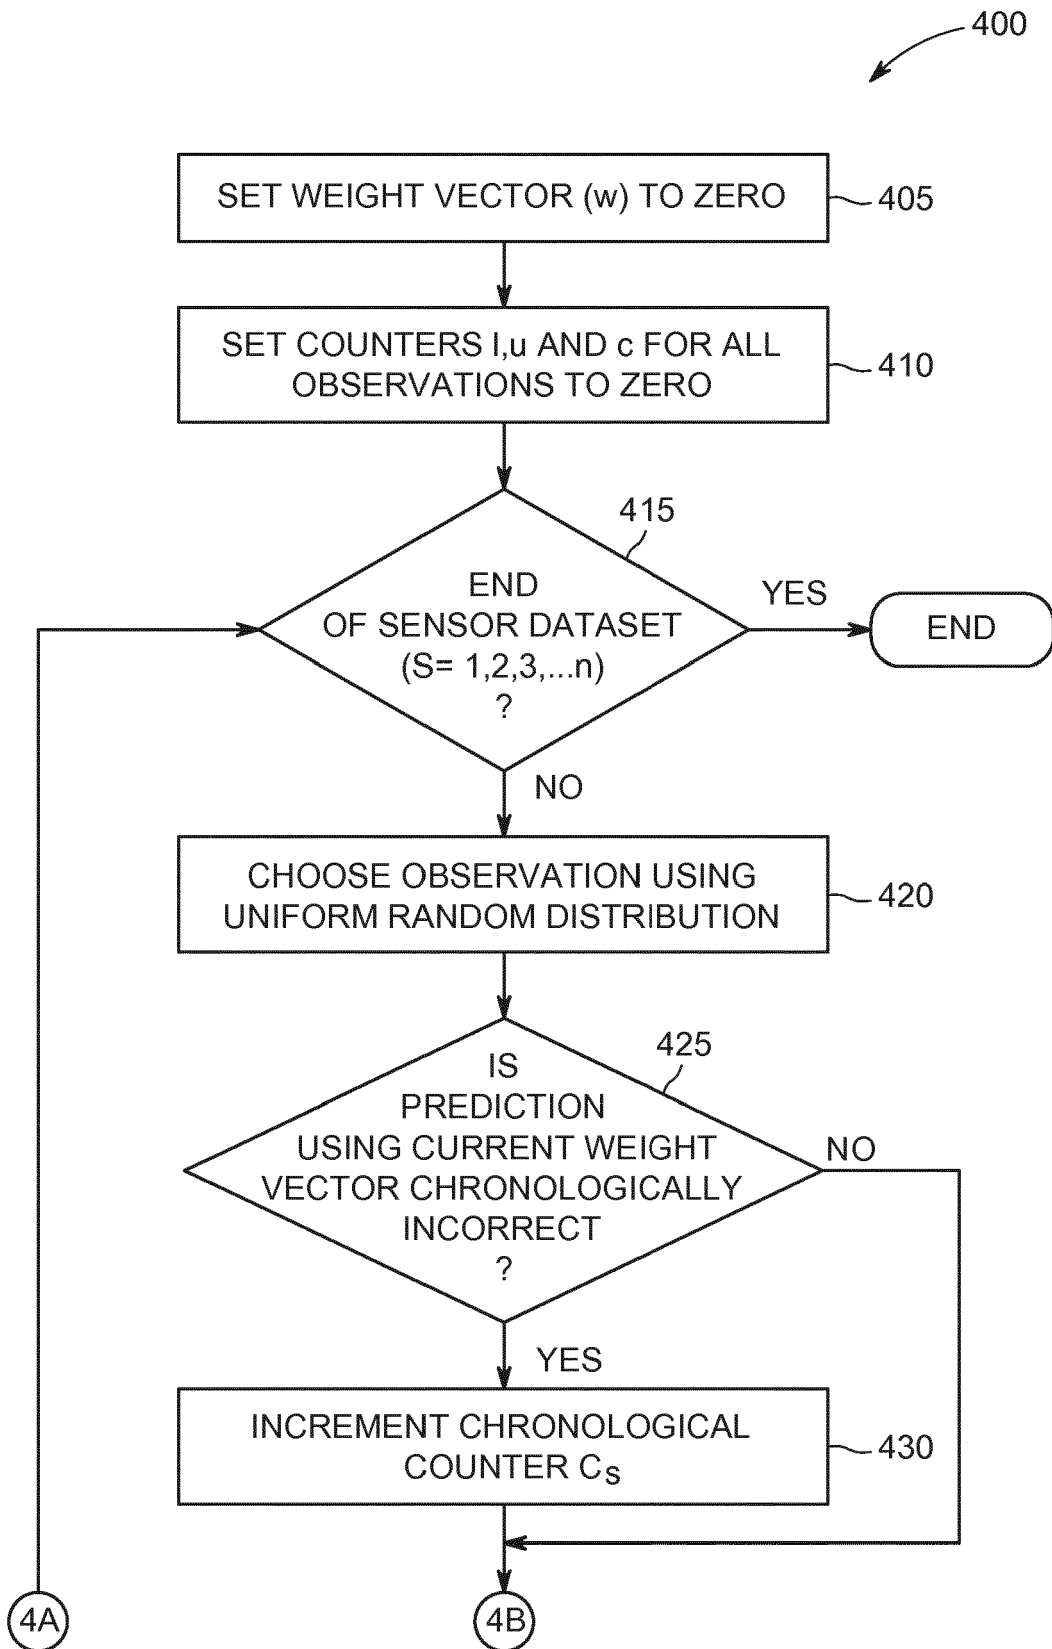 400
SET WEIGHT VECTOR (w) TO ZERO
405
SET COUNTERS l,u AND c FOR ALL
OBSERVATIONS TO ZERO
410
415
END
OF SENSOR DATASET
(S= 1,2,3,...n)
?
YES
END
NO
CHOOSE OBSERVATION USING
UNIFORM RANDOM DISTRIBUTION
420
425
IS
PREDICTION
USING CURRENT WEIGHT
VECTOR CHRONOLOGICALLY
INCORRECT
?
NO
YES
INCREMENT CHRONOLOGICAL
COUNTER Cs
430
4A
4B